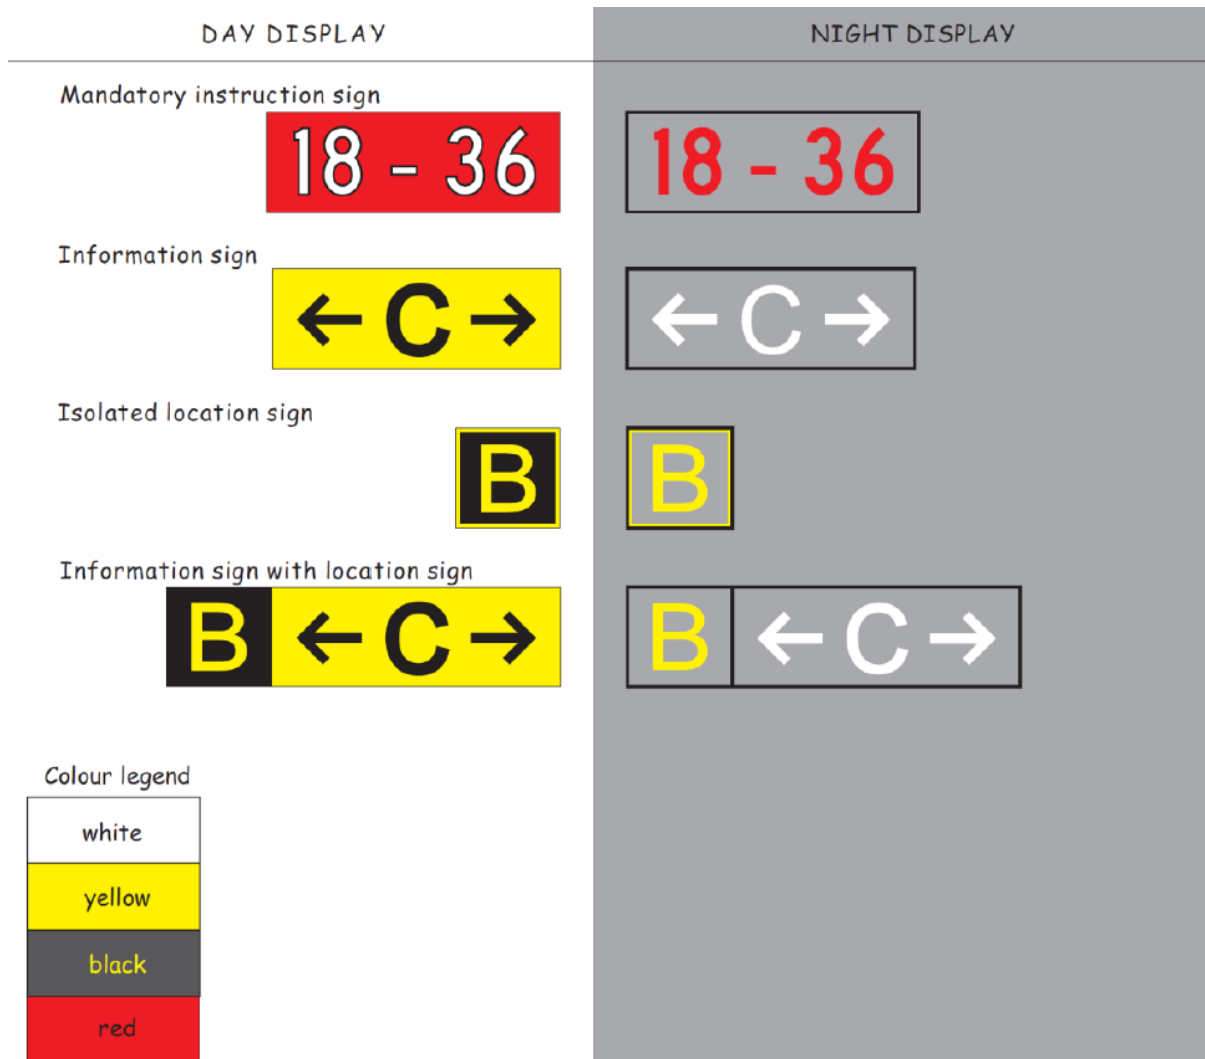 DAY DISPLAY
NIGHT DISPLAY
Mandatory instruction sign
18 - 36
18 - 36
Information sign
← C →
← C →
Isolated location sign
B
B
Information sign with location sign
B ← C →
B ← C →
Colour legend
white
yellow
black
red